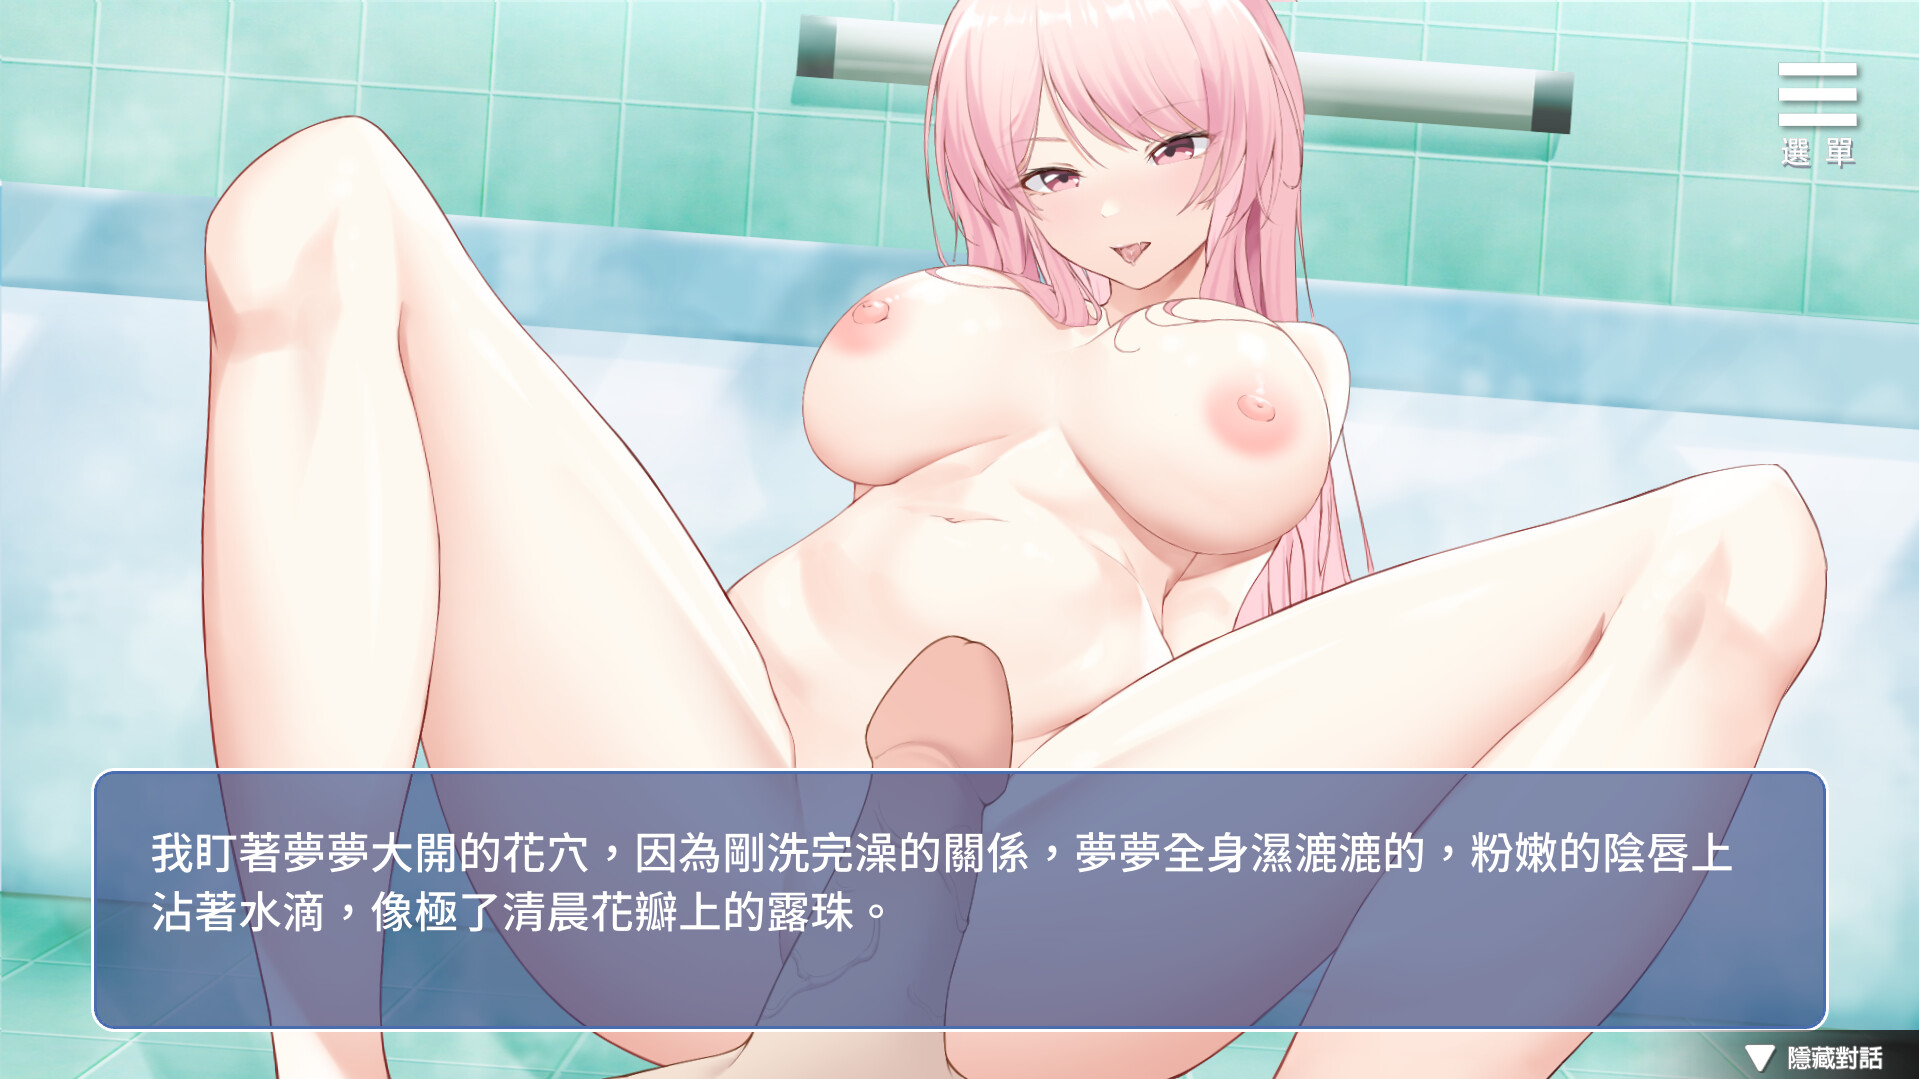 選單
我盯著夢夢大開的花穴，因為剛洗完澡的關係，夢夢全身濕漉漉的，粉嫩的陰唇上
沾著水滴，像極了清晨花瓣上的露珠。
隱藏對話